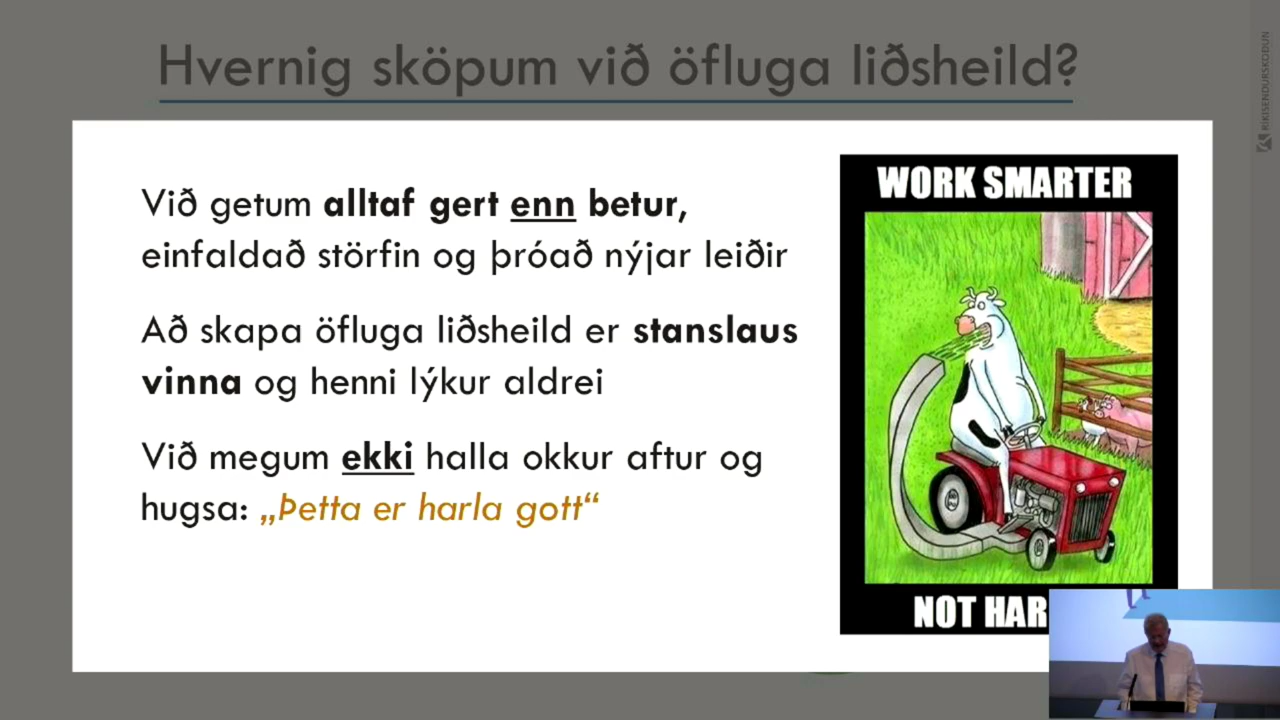 Hvernig sköpum við öfluga liðsheild?
RÍKISENDURSKOÐUN
Við getum alltaf gert enn betur,
einfaldað störfin og þróað nýjar leiðir
Að skapa öfluga liðsheild er stanslaus
vinna og henni lýkur aldrei
Við megum ekki halla okkur aftur og
hugsa: „Þetta er harla gott“
WORK SMARTER
NOT HAR